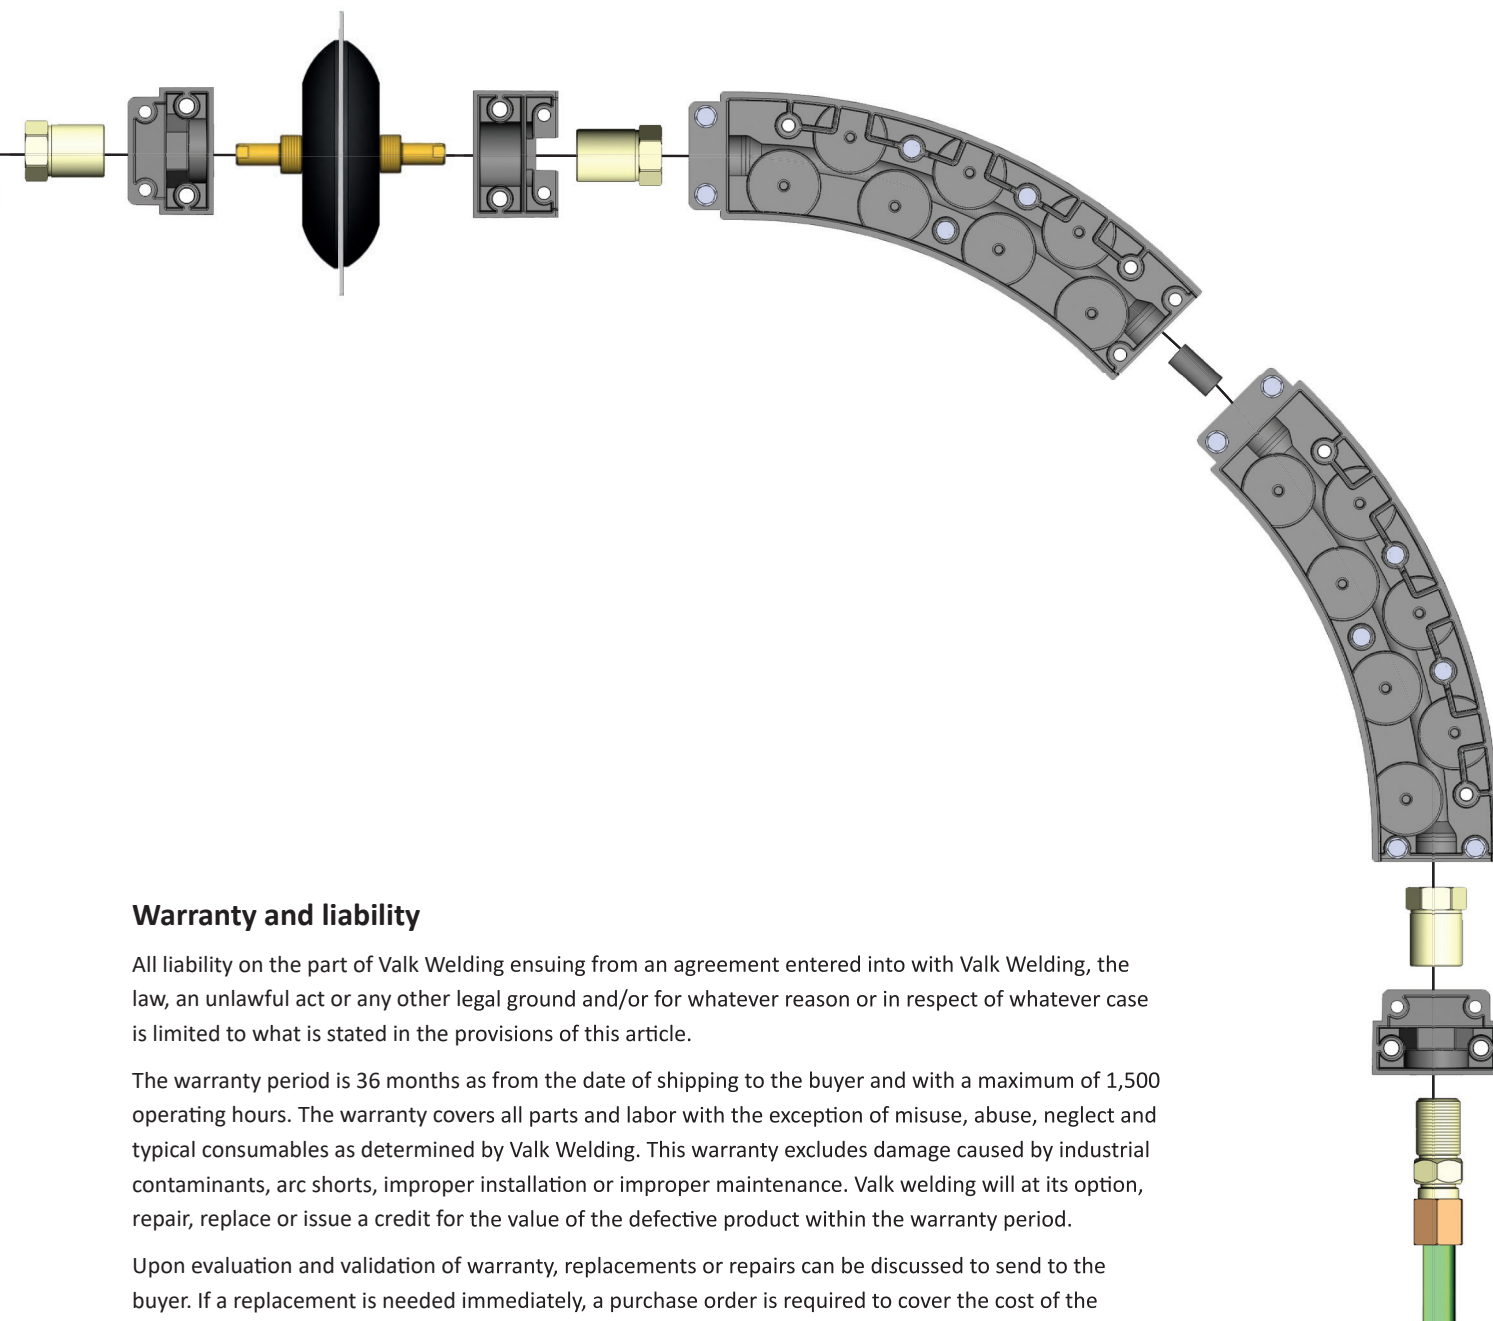 Warranty and liability
All liability on the part of Valk Welding ensuing from an agreement entered into with Valk Welding, the
law, an unlawful act or any other legal ground and/or for whatever reason or in respect of whatever case
is limited to what is stated in the provisions of this article.
The warranty period is 36 months as from the date of shipping to the buyer and with a maximum of 1,500
operating hours. The warranty covers all parts and labor with the exception of misuse, abuse, neglect and
typical consumables as determined by Valk Welding. This warranty excludes damage caused by industrial
contaminants, arc shorts, improper installation or improper maintenance. Valk welding will at its option,
repair, replace or issue a credit for the value of the defective product within the warranty period.
Upon evaluation and validation of warranty, replacements or repairs can be discussed to send to the
buyer. If a replacement is needed immediately, a purchase order is required to cover the cost of the